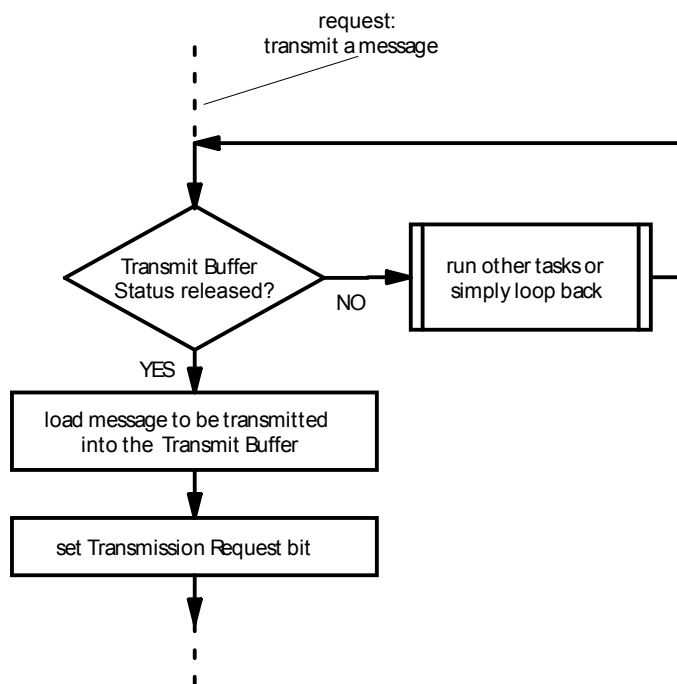 request:
transmit a message
Transmit Buffer
Status released?
NO
run other tasks or
simply loop back
YES
load message to be transmitted
into the Transmit Buffer
set Transmission Request bit